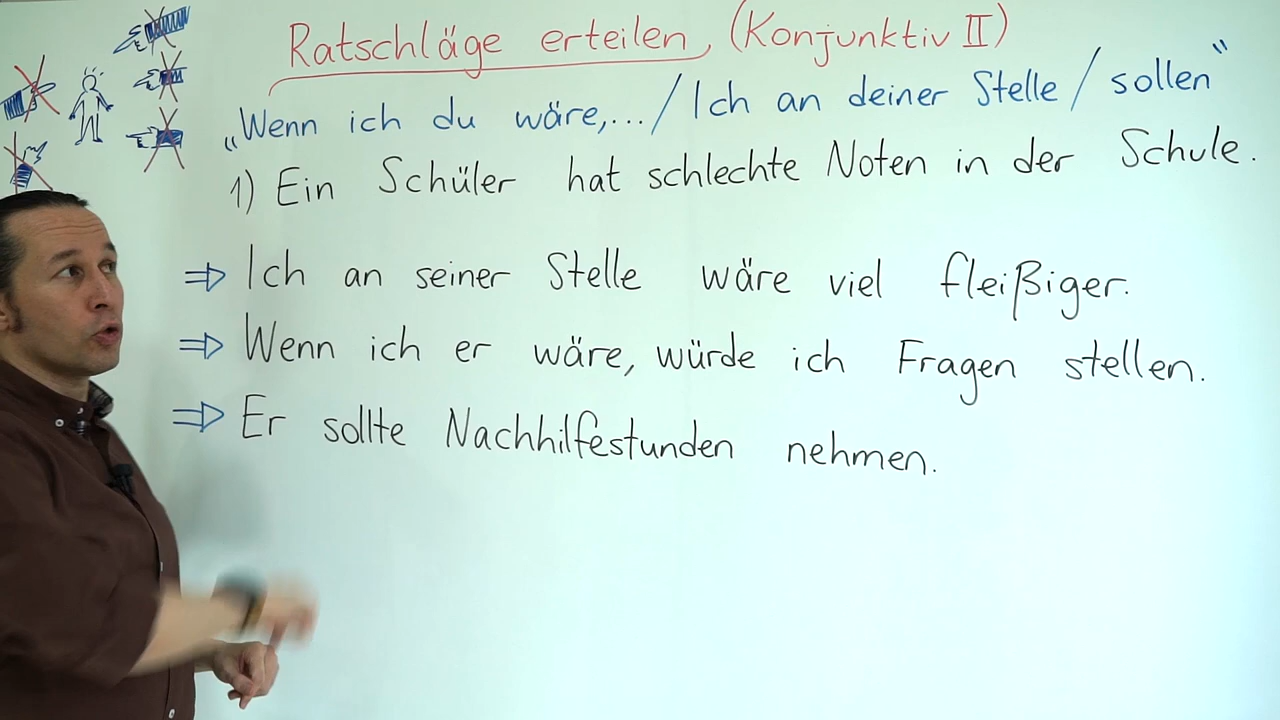 Ratschläge erteilen (Konjunktiv II)
„Wenn ich du wäre,.../Ich an deiner Stelle/sollen“
1) Ein Schüler hat schlechte Noten in der Schule.
⇒ Ich an seiner Stelle wäre viel fleißiger.
⇒ Wenn ich er wäre, würde ich Fragen stellen.
⇒ Er sollte Nachhilfestunden nehmen.